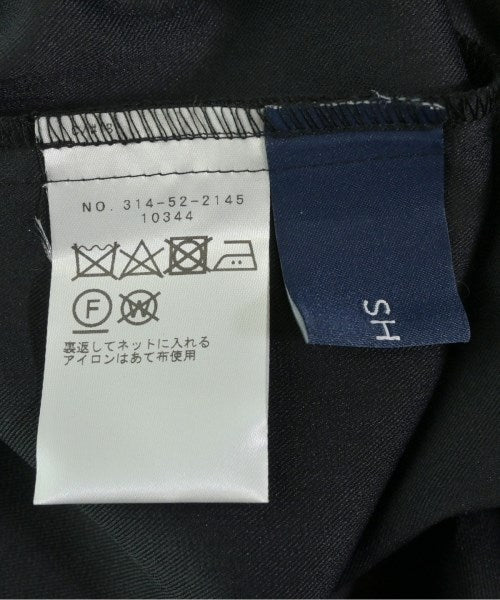 NO. 314-52-2145
10344
F W
裏返してネットに入れる
アイロンはあて布使用
SH